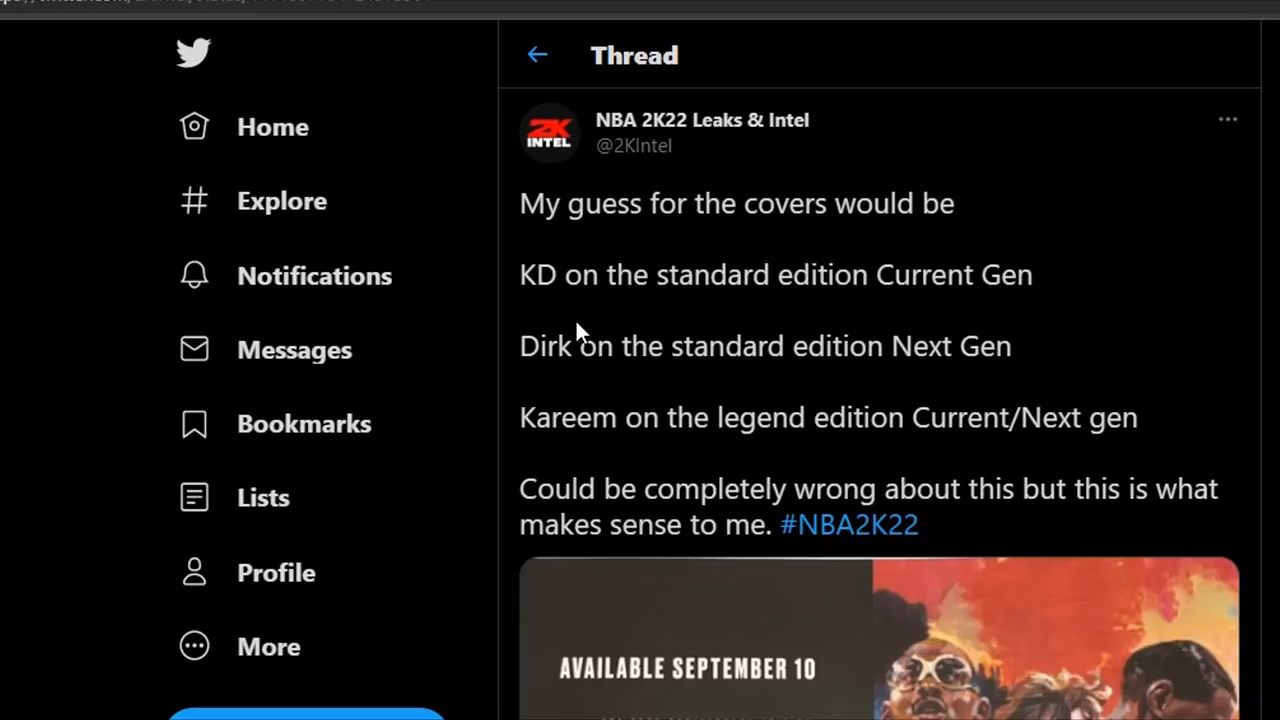 Thread
NBA 2K22 Leaks & Intel
@2KIntel
2K
INTEL
Home
Explore
Notifications
Messages
Bookmarks
Lists
Profile
More
My guess for the covers would be
KD on the standard edition Current Gen
Dirk on the standard edition Next Gen
Kareem on the legend edition Current/Next gen
Could be completely wrong about this but this is what
makes sense to me. #NBA2K22
AVAILABLE SEPTEMBER 10